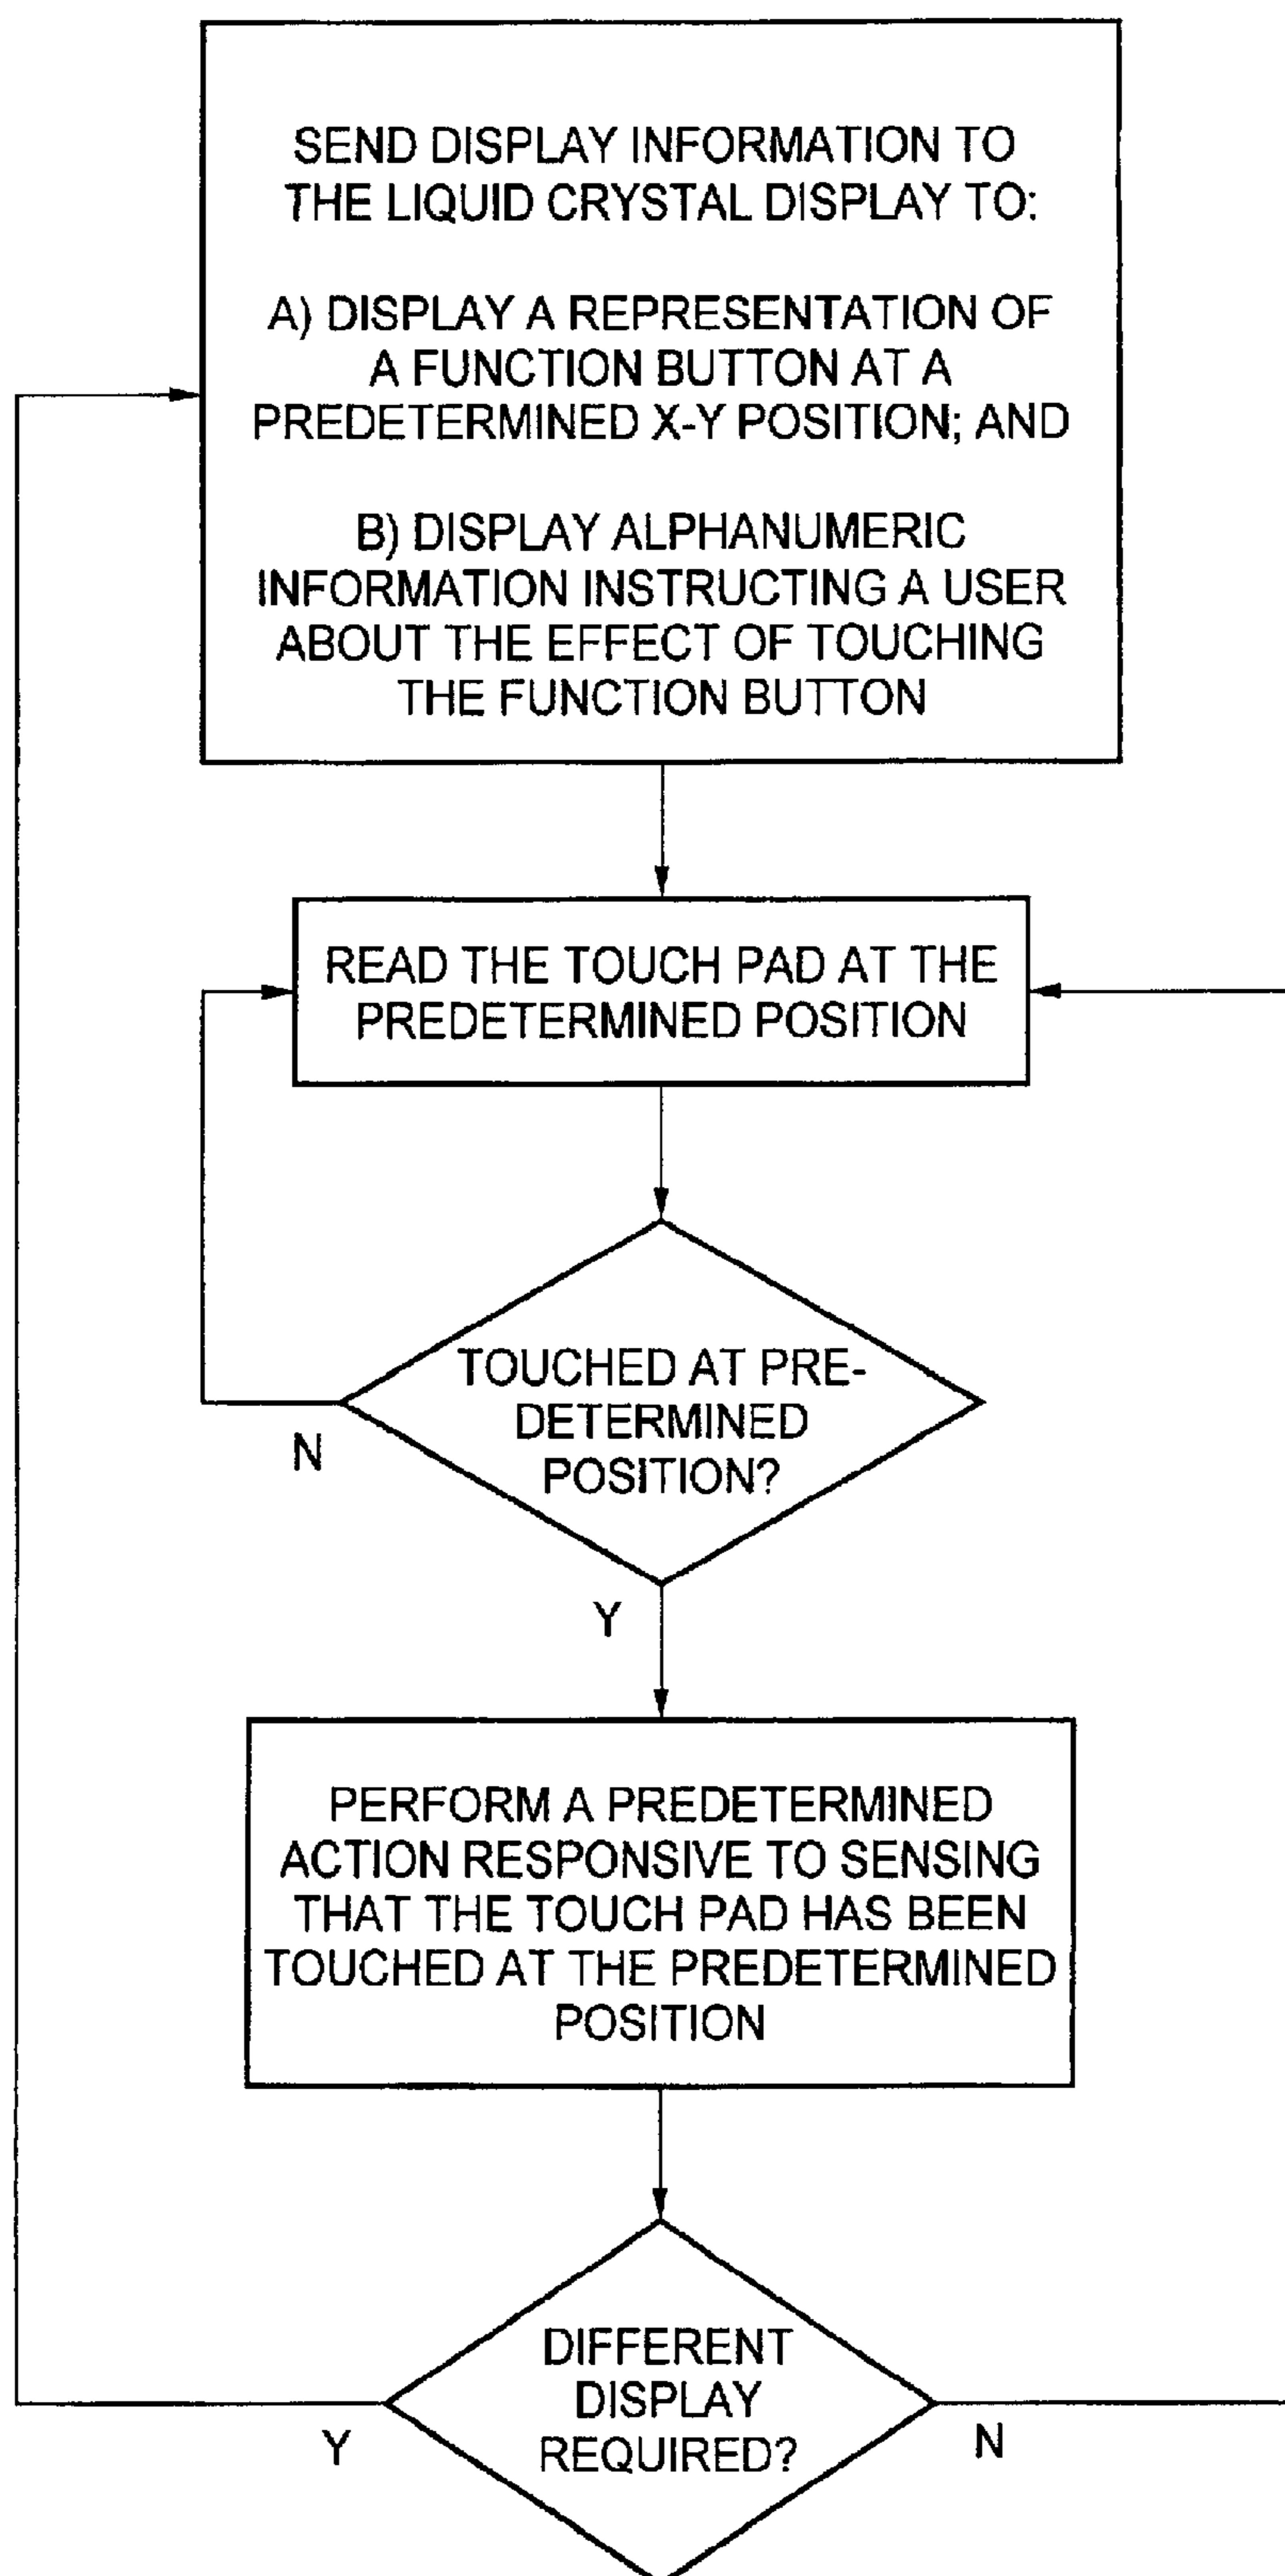 SEND DISPLAY INFORMATION TO
THE LIQUID CRYSTAL DISPLAY TO:
A) DISPLAY A REPRESENTATION OF
A FUNCTION BUTTON AT A
PREDETERMINED X-Y POSITION; AND
B) DISPLAY ALPHANUMERIC
INFORMATION INSTRUCTING A USER
ABOUT THE EFFECT OF TOUCHING
THE FUNCTION BUTTON
READ THE TOUCH PAD AT THE
PREDETERMINED POSITION
TOUCHED AT PRE-
DETERMINED
POSITION?
N
Y
PERFORM A PREDETERMINED
ACTION RESPONSIVE TO SENSING
THAT THE TOUCH PAD HAS BEEN
TOUCHED AT THE PREDETERMINED
POSITION
DIFFERENT
DISPLAY
REQUIRED?
Y
N